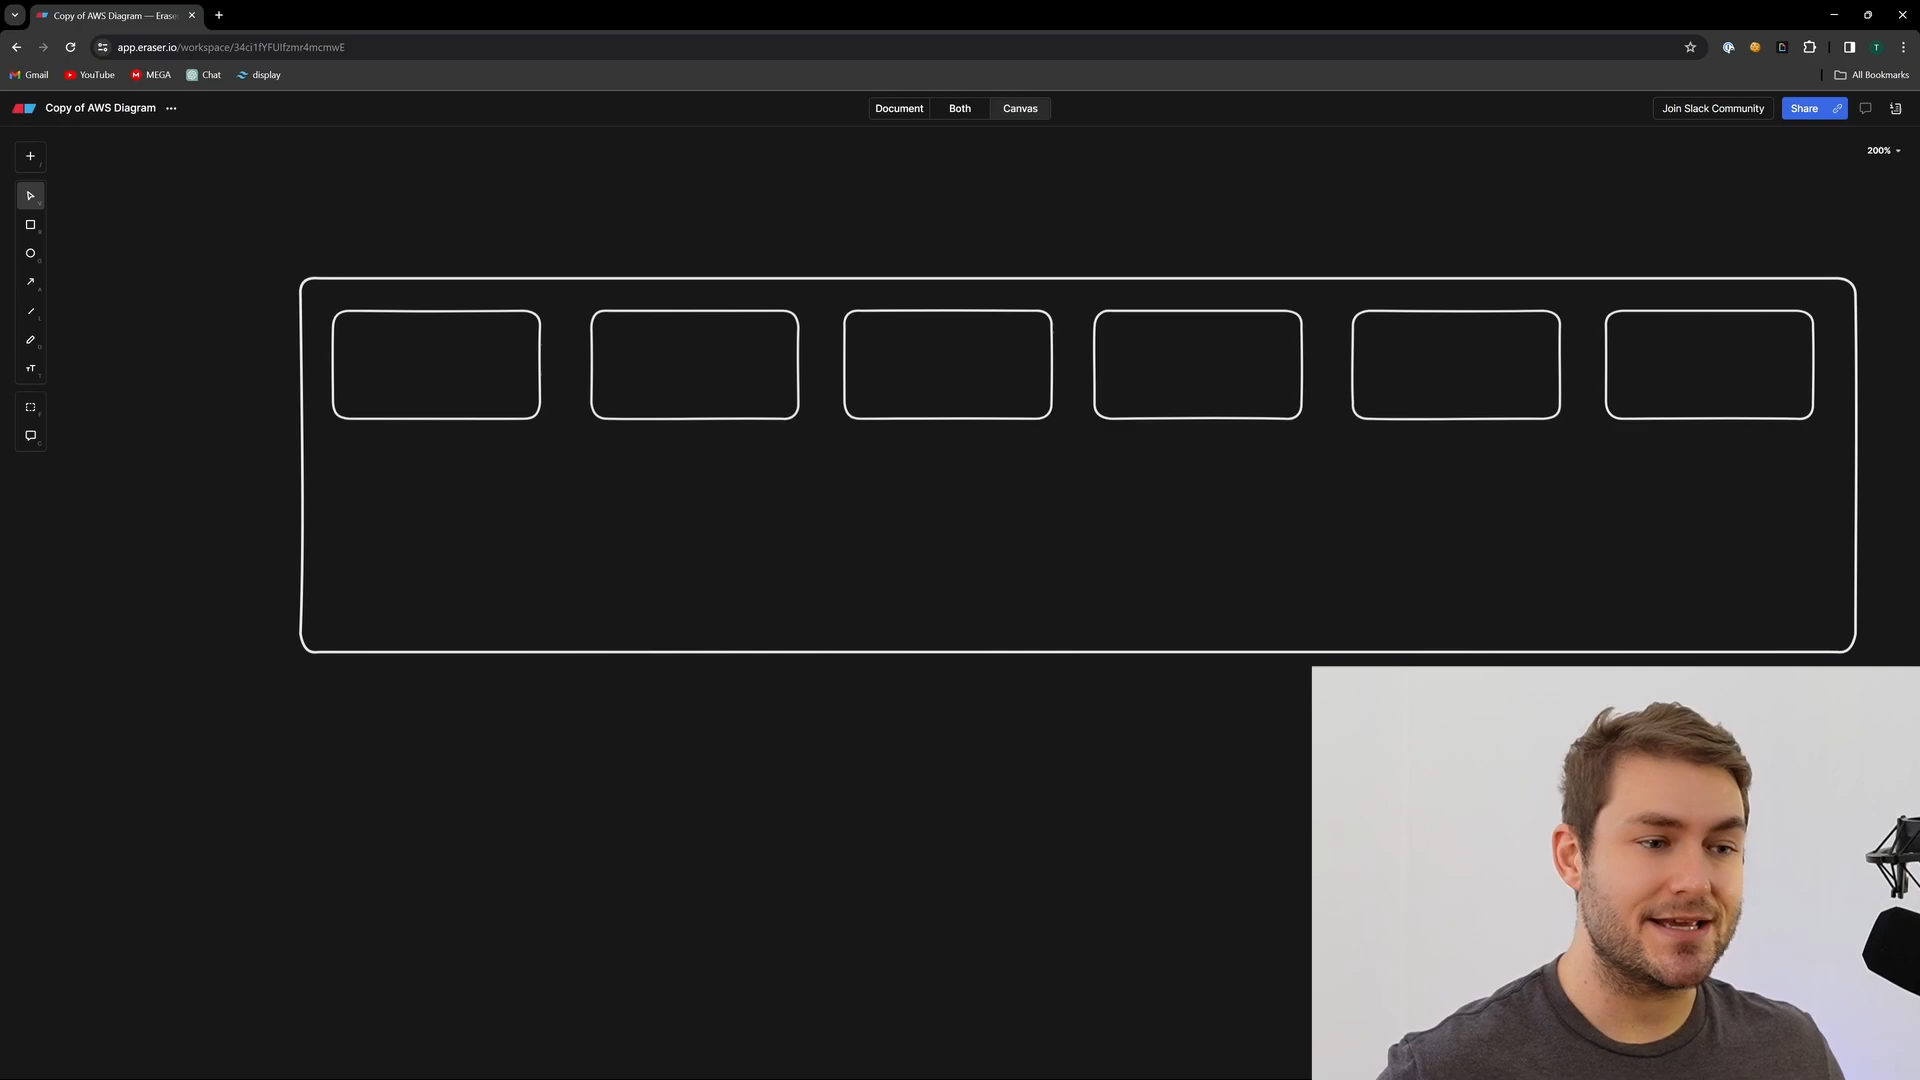 Copy of AWS Diagram — Eraser
app.eraser.io/workspace/34ci1fYFUIfzmr4mcmwE
T
Gmail
YouTube
MEGA
Chat
display
All Bookmarks
Copy of AWS Diagram
Document
Both
Canvas
Join Slack Community
Share
200%